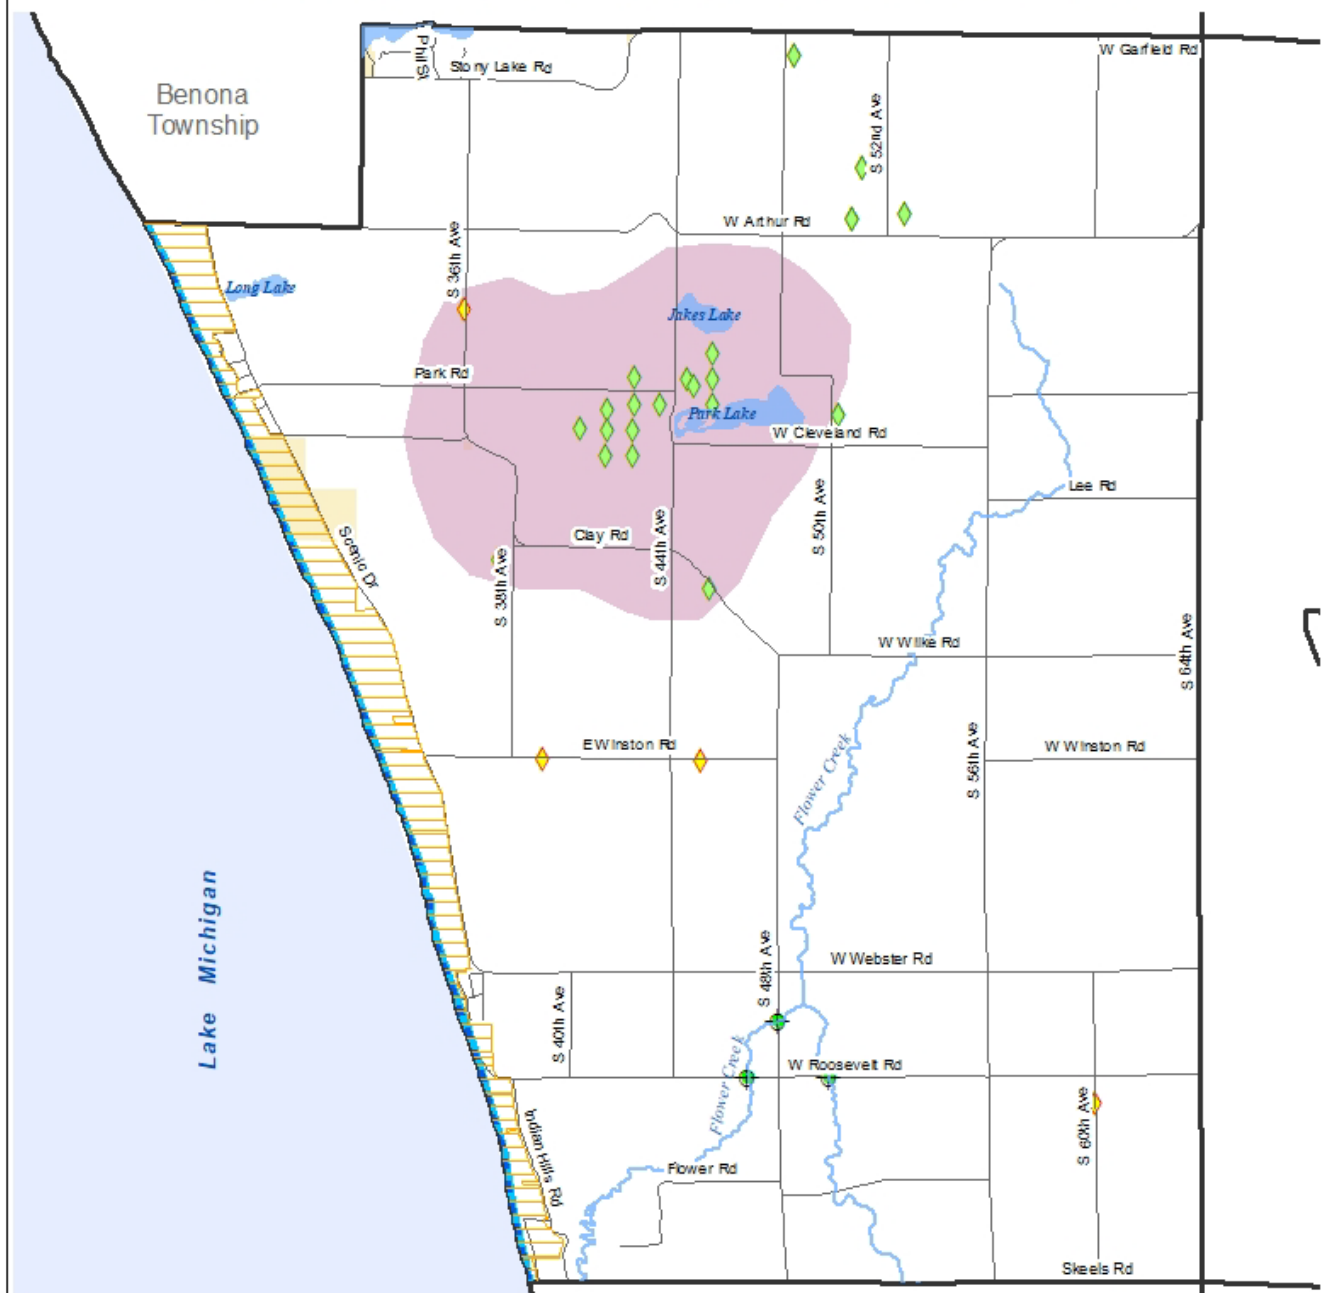 W Garfield Rd
Phil St
Stony Lake Rd
Benona
Township
S 52nd Ave
W Arthur Rd
S 36th Ave
Long Lake
Jakes Lake
Park Rd
Park Lake
W Cleveland Rd
Lee Rd
S 50th Ave
Scenic Dr
Clay Rd
S 44th Ave
S 38th Ave
W Wilke Rd
S 64th Ave
E Winston Rd
W Winston Rd
S 56th Ave
Flower Creek
Lake Michigan
S 48th Ave
W Webster Rd
S 40th Ave
W Roosevelt Rd
Flower Creek
S 60th Ave
Indian Hills Rd
Flower Rd
Skeels Rd